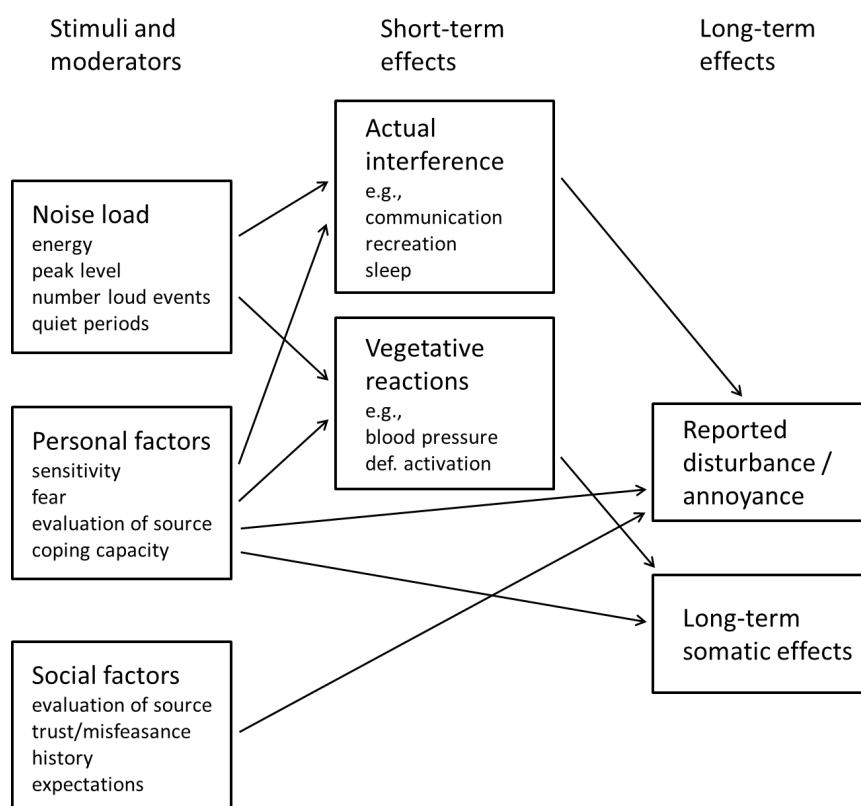 Stimuli and
moderators
Short-term
effects
Long-term
effects
Noise load
energy
peak level
number loud events
quiet periods
Personal factors
sensitivity
fear
evaluation of source
coping capacity
Social factors
evaluation of source
trust/misfeasance
history
expectations
Actual
interference
e.g.,
communication
recreation
sleep
Vegetative
reactions
e.g.,
blood pressure
def. activation
Reported
disturbance /
annoyance
Long-term
somatic effects